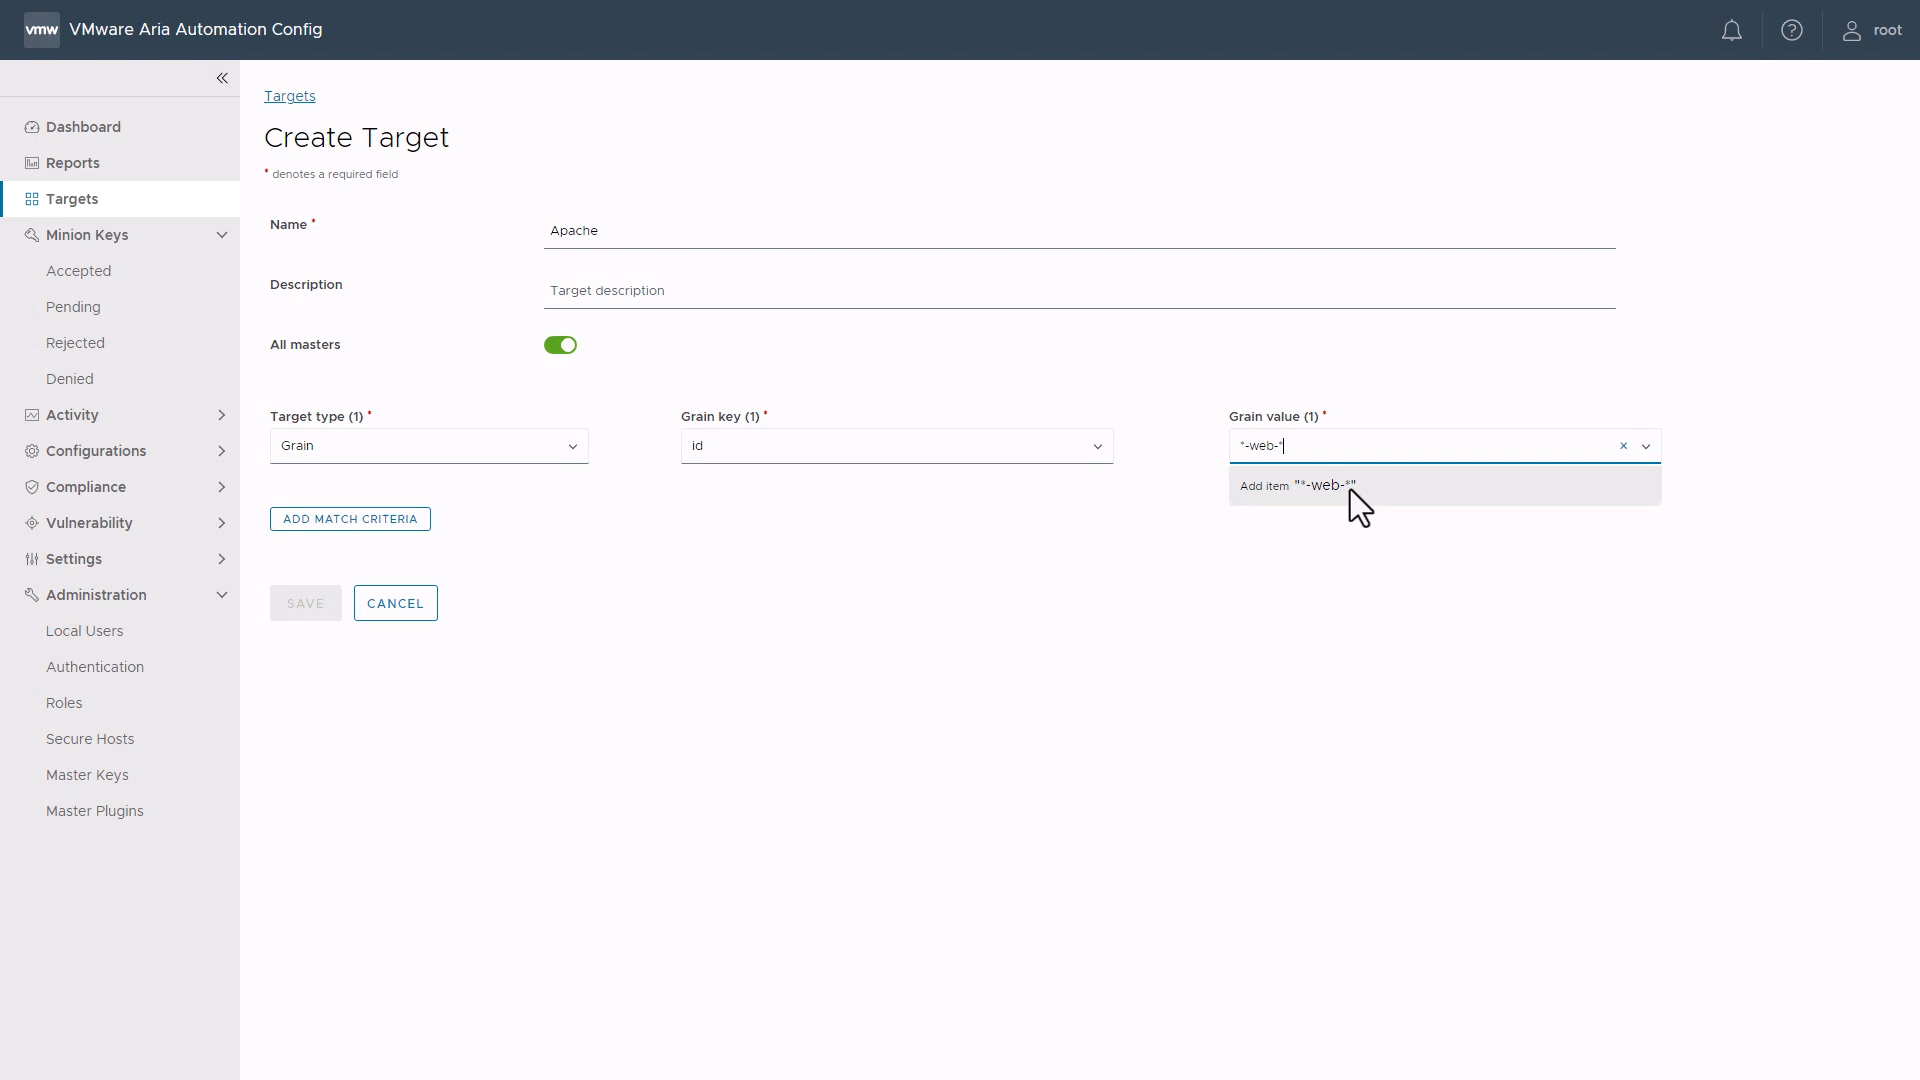 vmw VMware Aria Automation Config
root
Dashboard
Reports
Targets
Minion Keys
Accepted
Pending
Rejected
Denied
Activity
Configurations
Compliance
Vulnerability
Settings
Administration
Local Users
Authentication
Roles
Secure Hosts
Master Keys
Master Plugins
Targets
Create Target
* denotes a required field
Name *
Apache
Description
Target description
All masters
Target type (1) * Grain key (1) * Grain value (1) *
Grain id *-web-*
Add item "*-web-*"
ADD MATCH CRITERIA
SAVE CANCEL